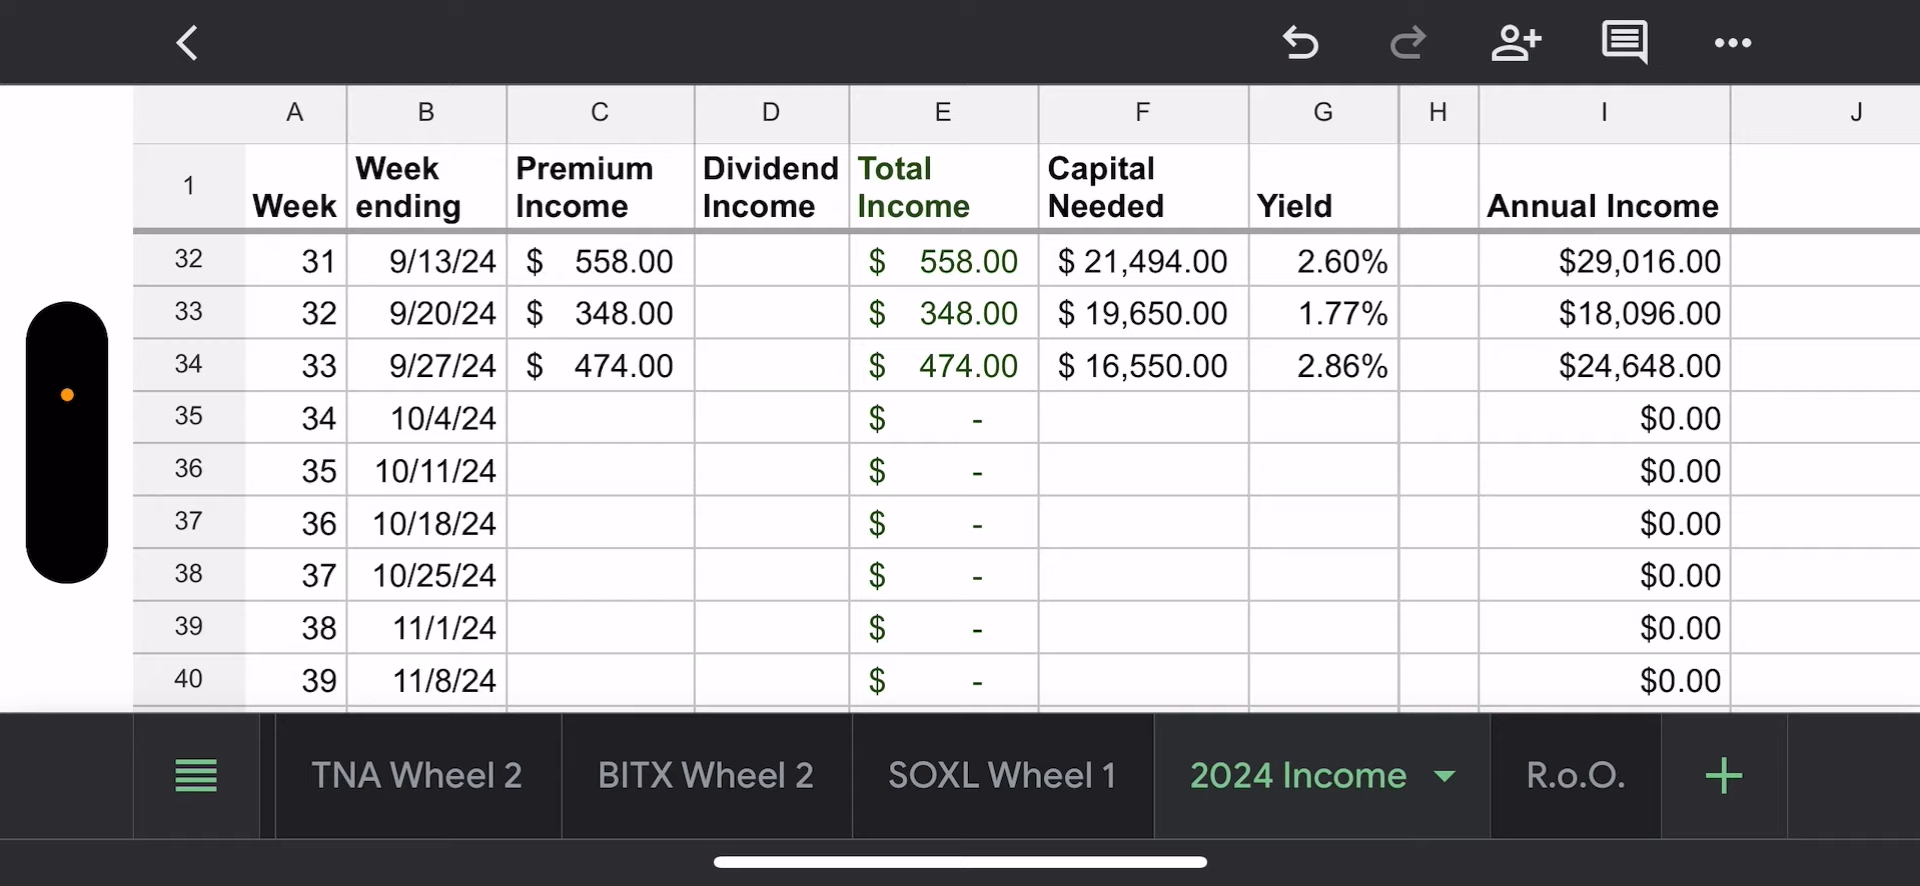 A B C D E F G H I J
1 Week Week ending Premium Income Dividend Income Total Income Capital Needed Yield Annual Income
32 31 9/13/24 $ 558.00 $ 558.00 $ 21,494.00 2.60% $29,016.00
33 32 9/20/24 $ 348.00 $ 348.00 $ 19,650.00 1.77% $18,096.00
34 33 9/27/24 $ 474.00 $ 474.00 $ 16,550.00 2.86% $24,648.00
35 34 10/4/24 $ - $0.00
36 35 10/11/24 $ - $0.00
37 36 10/18/24 $ - $0.00
38 37 10/25/24 $ - $0.00
39 38 11/1/24 $ - $0.00
40 39 11/8/24 $ - $0.00
TNA Wheel 2 BITX Wheel 2 SOXL Wheel 1 2024 Income R.o.O.